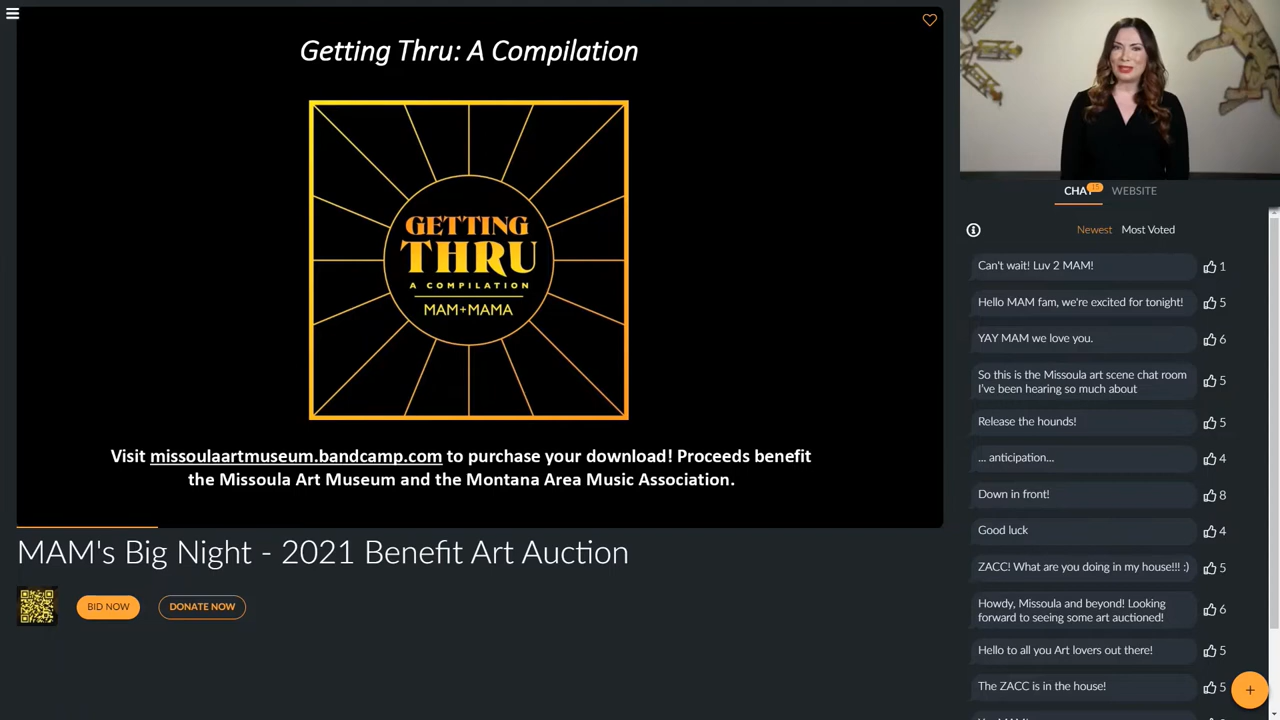 Getting Thru: A Compilation
GETTING
THRU
A COMPILATION
MAM+MAMA
Visit missoulaartmuseum.bandcamp.com to purchase your download! Proceeds benefit
the Missoula Art Museum and the Montana Area Music Association.
MAM's Big Night - 2021 Benefit Art Auction
BID NOW
DONATE NOW
CHAT 15 WEBSITE
Newest Most Voted
Can't wait! Luv 2 MAM! 1
Hello MAM fam, we're excited for tonight! 5
YAY MAM we love you. 6
So this is the Missoula art scene chat room
I've been hearing so much about 5
Release the hounds! 5
... anticipation... 4
Down in front! 8
Good luck 4
ZACC! What are you doing in my house!!! :) 5
Howdy, Missoula and beyond! Looking
forward to seeing some art auctioned! 6
Hello to all you Art lovers out there! 5
The ZACC is in the house! 5